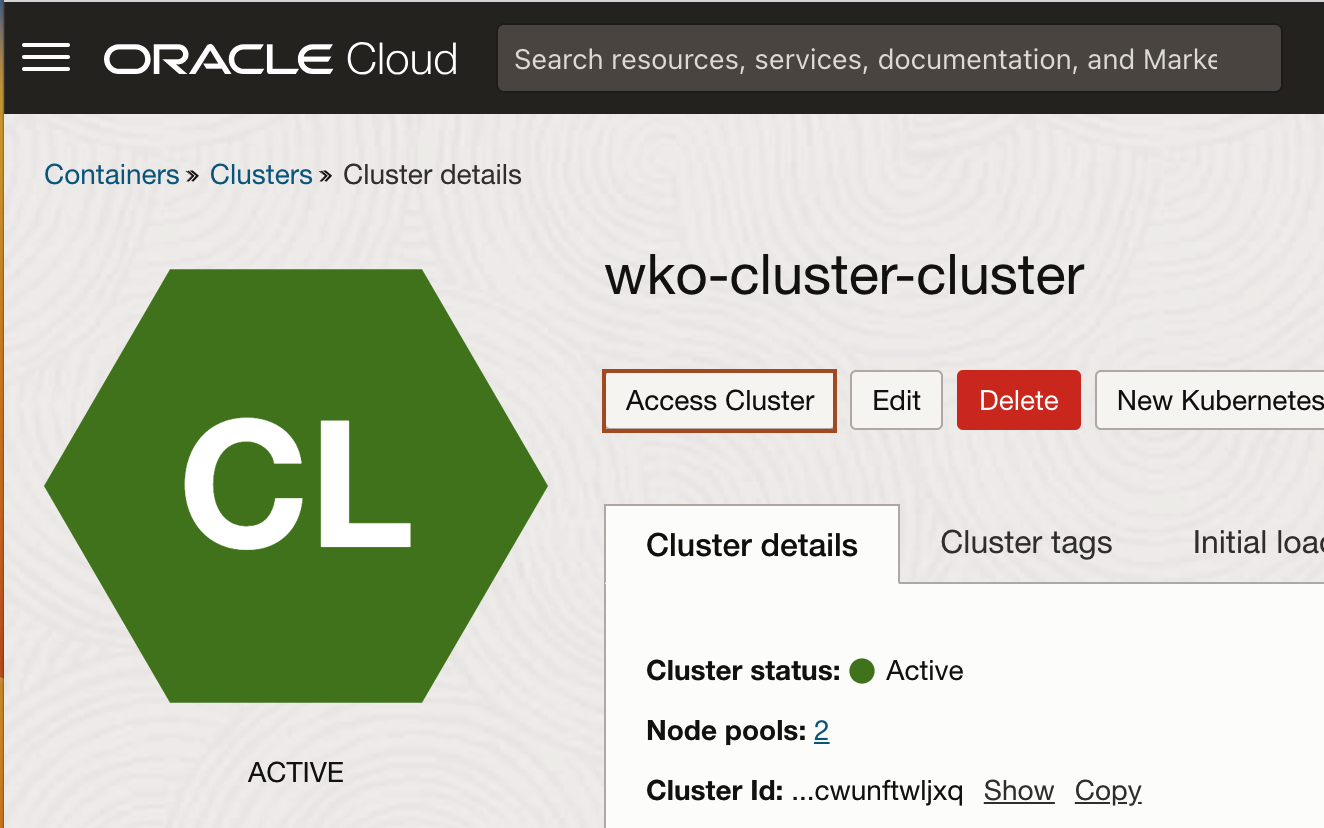 ORACLE Cloud
Search resources, services, documentation, and Marke
Containers » Clusters » Cluster details
CL
ACTIVE
wko-cluster-cluster
Access Cluster Edit Delete New Kubernetes
Cluster details Cluster tags Initial loa
Cluster status: Active
Node pools: 2
Cluster Id: ...cwunftwljxq Show Copy